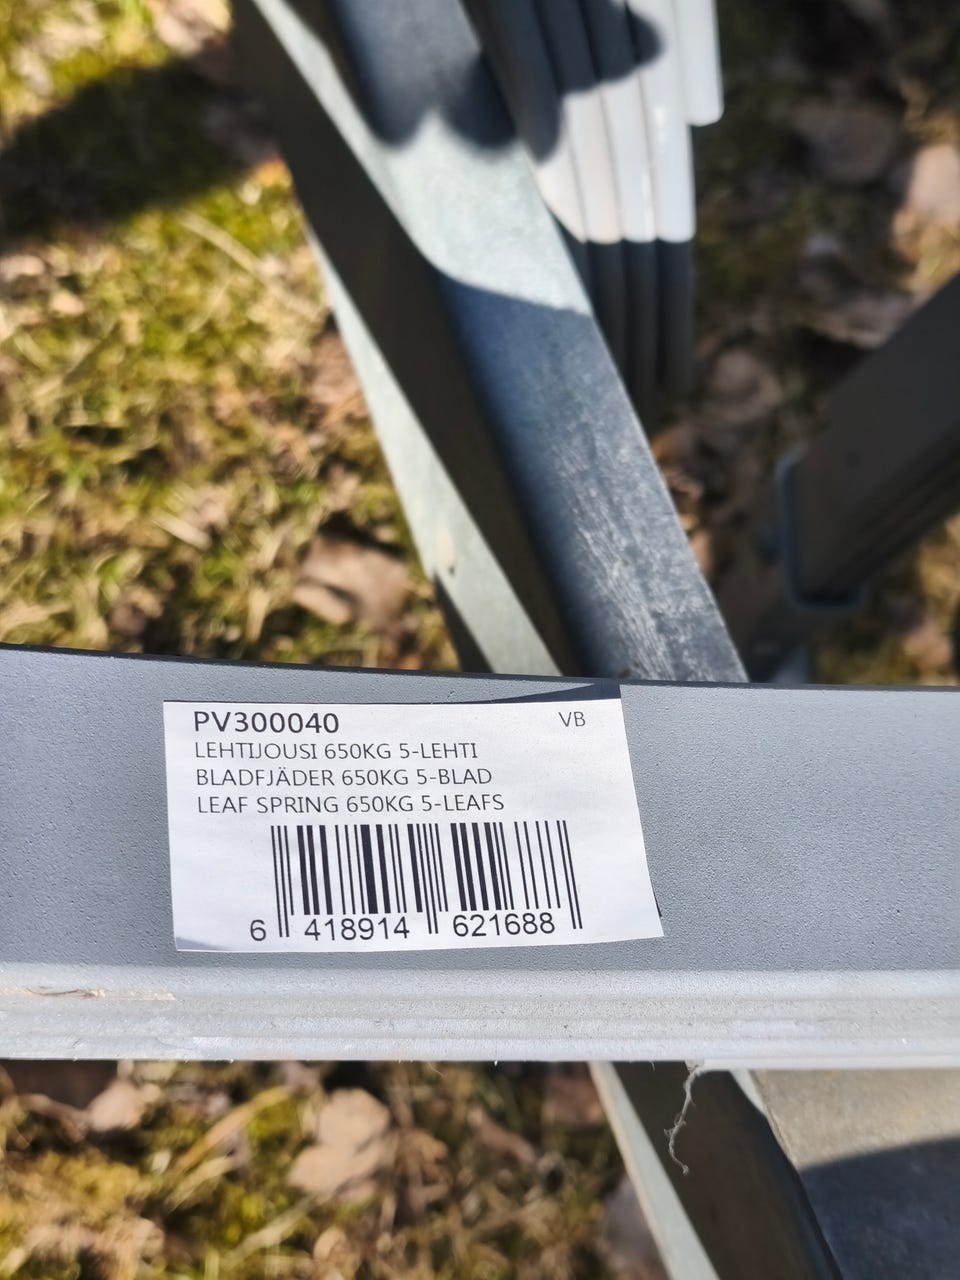 PV300040 VB
LEHTIJOUSI 650KG 5-LEHTI
BLADFJÄDER 650KG 5-BLAD
LEAF SPRING 650KG 5-LEAFS
6 418914 621688